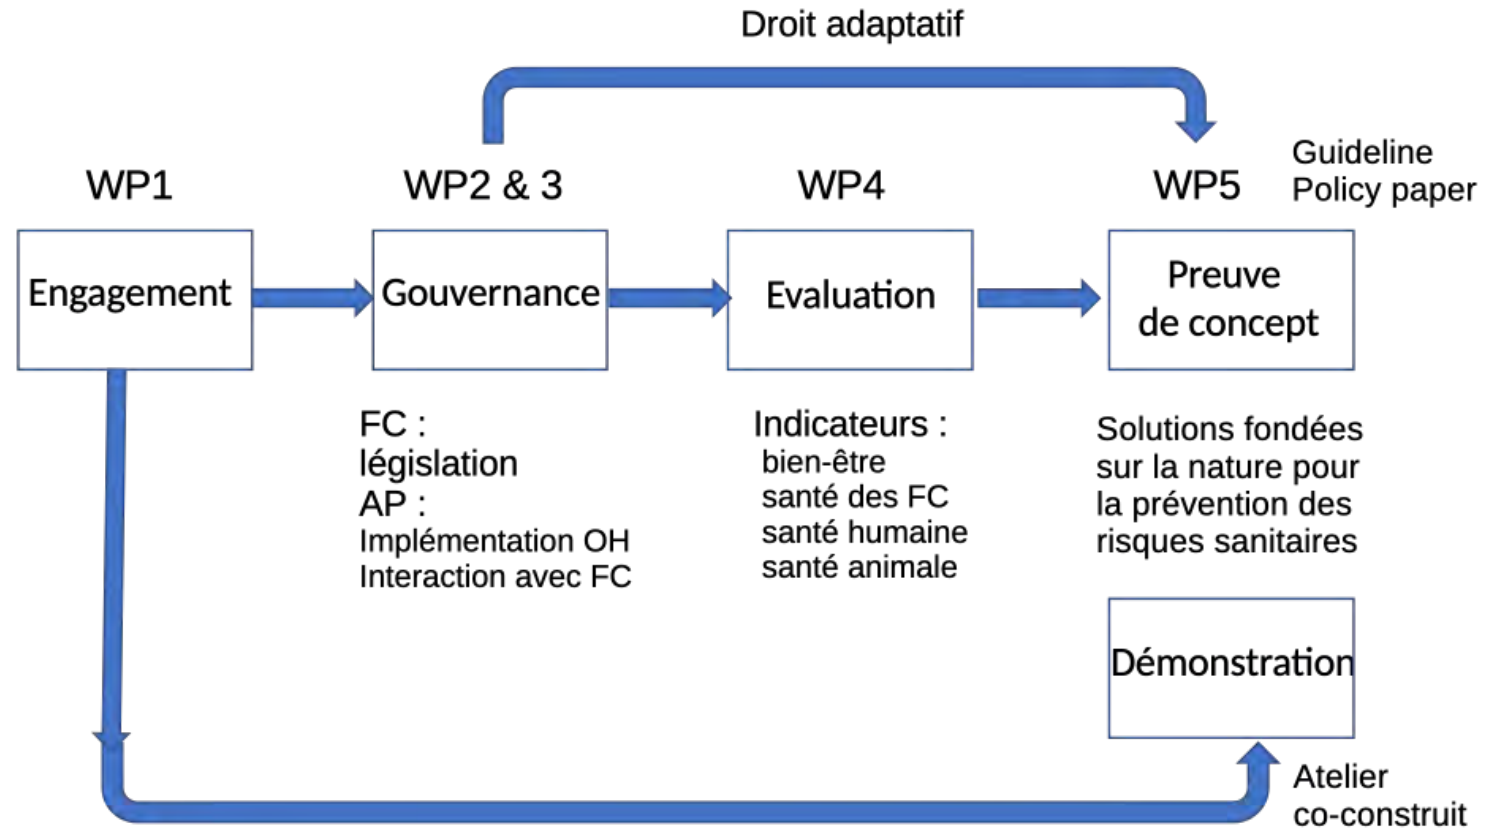 Droit adaptatif
WP1
WP2 & 3
WP4
WP5
Guideline
Policy paper
Engagement
Gouvernance
Evaluation
Preuve
de concept
FC :
législation
AP :
Implémentation OH
Interaction avec FC
Indicateurs :
bien-être
santé des FC
santé humaine
santé animale
Solutions fondées
sur la nature pour
la prévention des
risques sanitaires
Démonstration
Atelier
co-construit